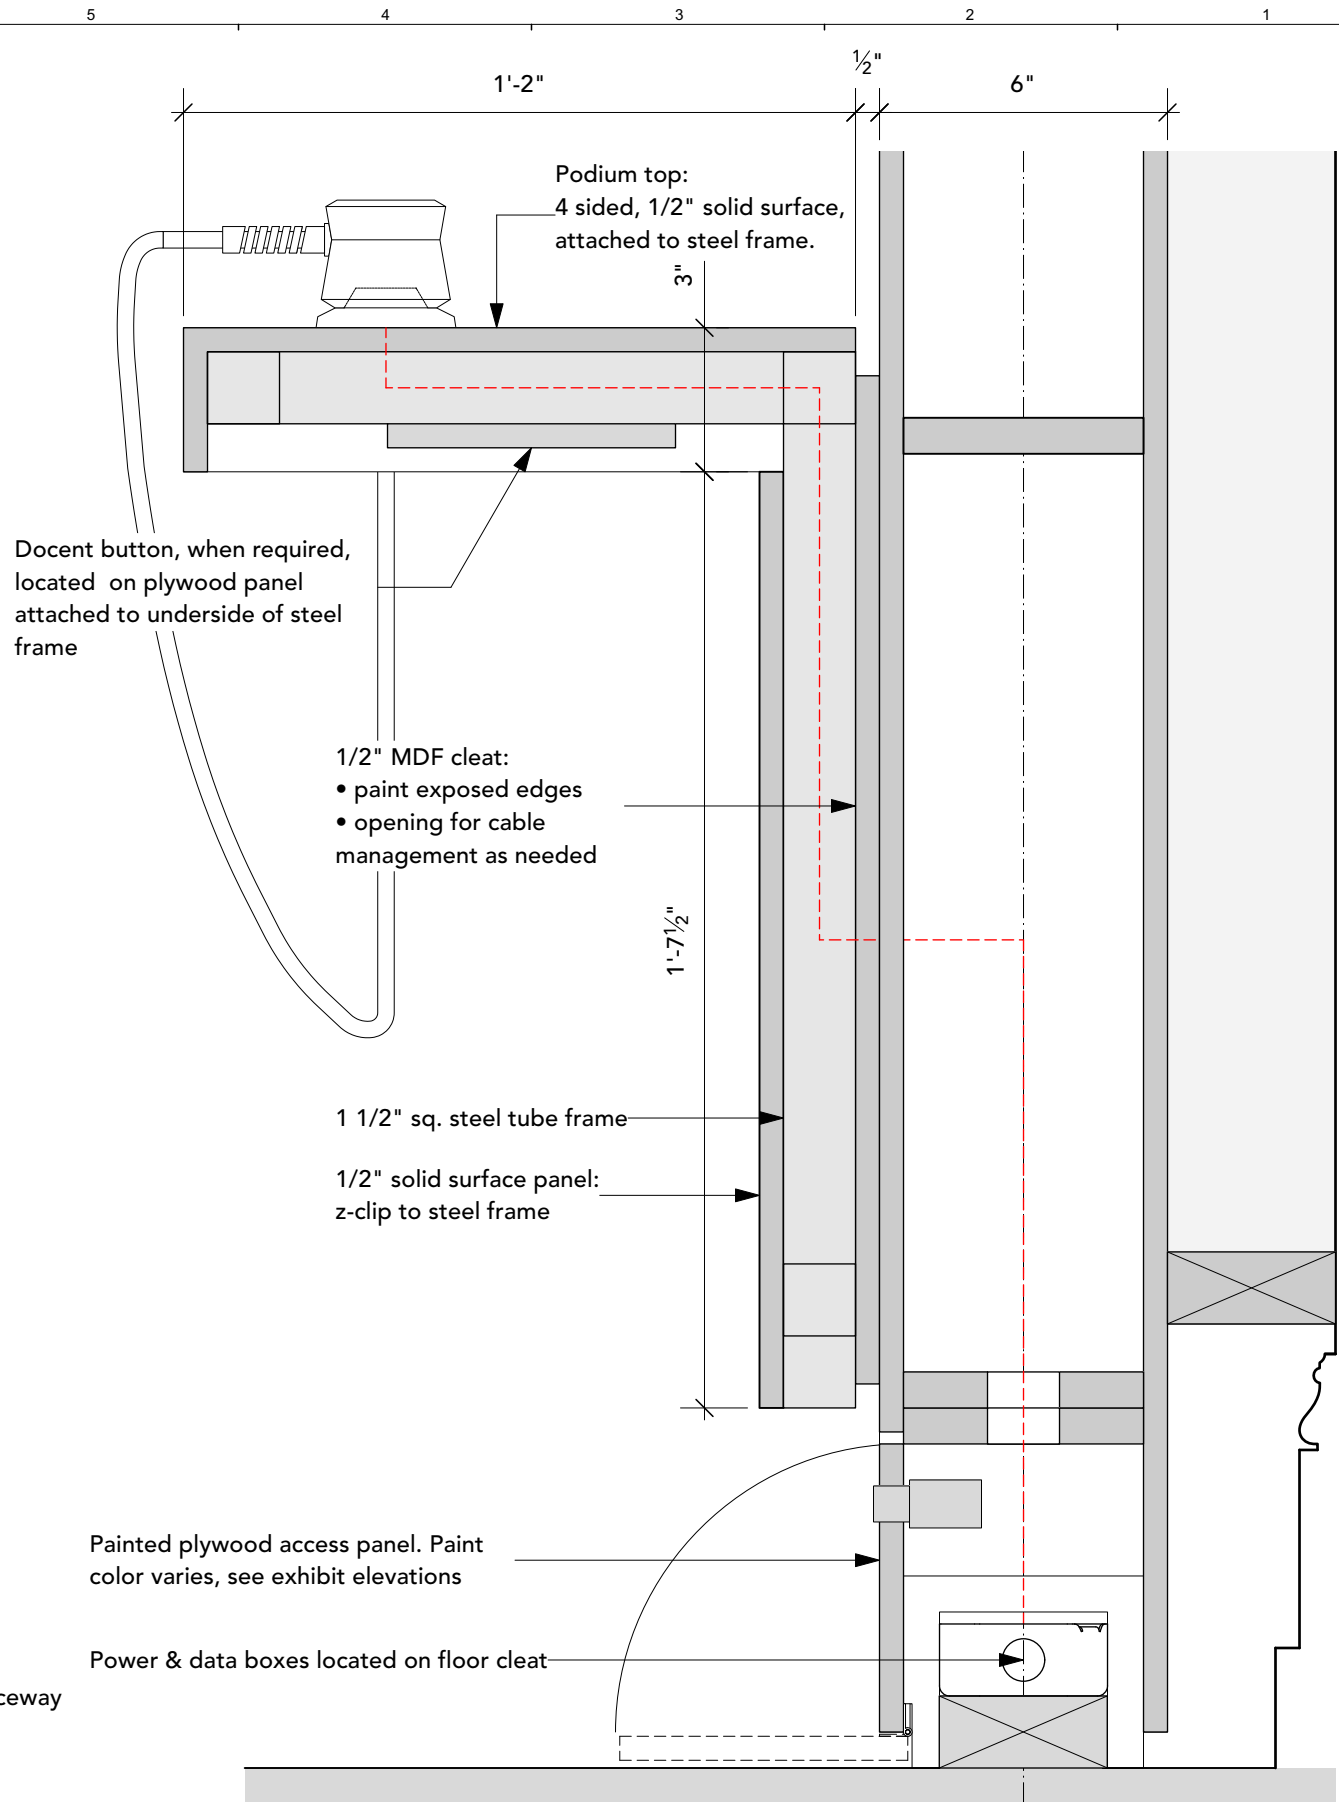 5 4 3 2 1
1'-2"
½"
6"
Podium top:
4 sided, 1/2" solid surface,
attached to steel frame.
3"
Docent button, when required,
located on plywood panel
attached to underside of steel
frame
1/2" MDF cleat:
• paint exposed edges
• opening for cable
management as needed
1'-7½"
1 1/2" sq. steel tube frame
1/2" solid surface panel:
z-clip to steel frame
Painted plywood access panel. Paint
color varies, see exhibit elevations
Power & data boxes located on floor cleat
ceway